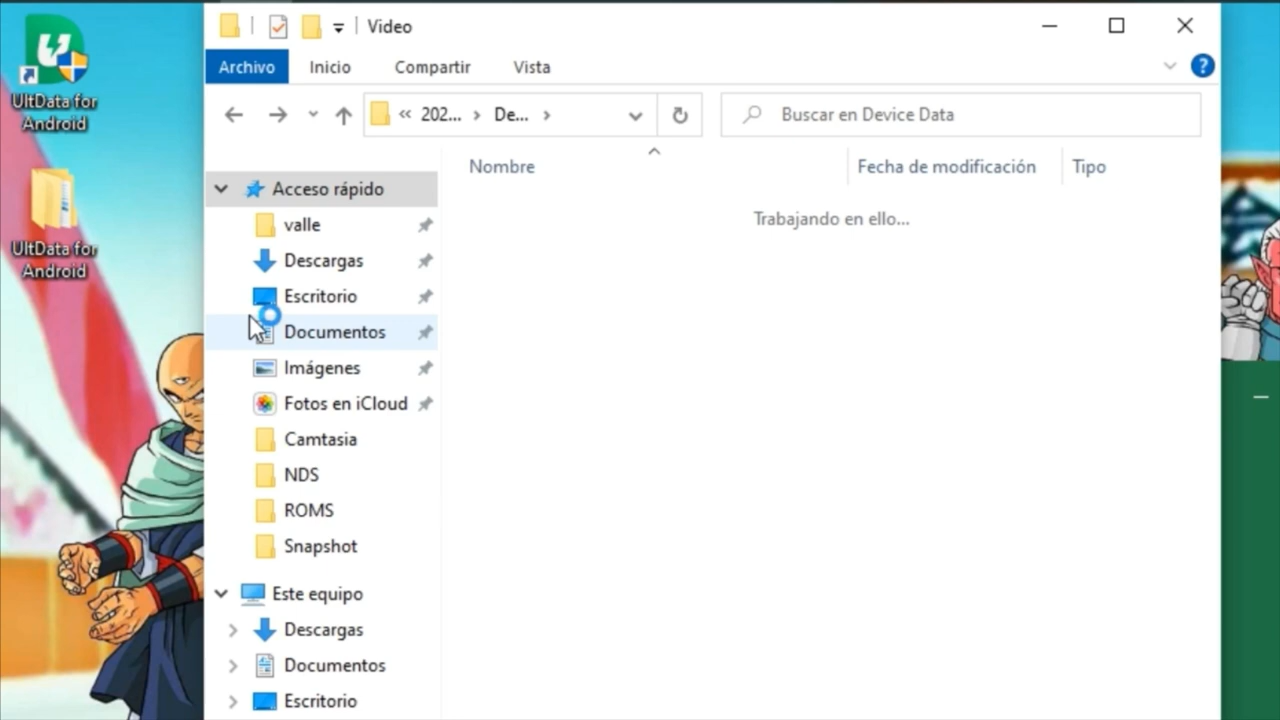 UltData for
Android
UltData for
Android
Video
Archivo
Inicio
Compartir
Vista
?
«
202...
De...
Buscar en Device Data
Nombre
Fecha de modificación
Tipo
Trabajando en ello...
Acceso rápido
valle
Descargas
Escritorio
Documentos
Imágenes
Fotos en iCloud
Camtasia
NDS
ROMS
Snapshot
Este equipo
Descargas
Documentos
Escritorio